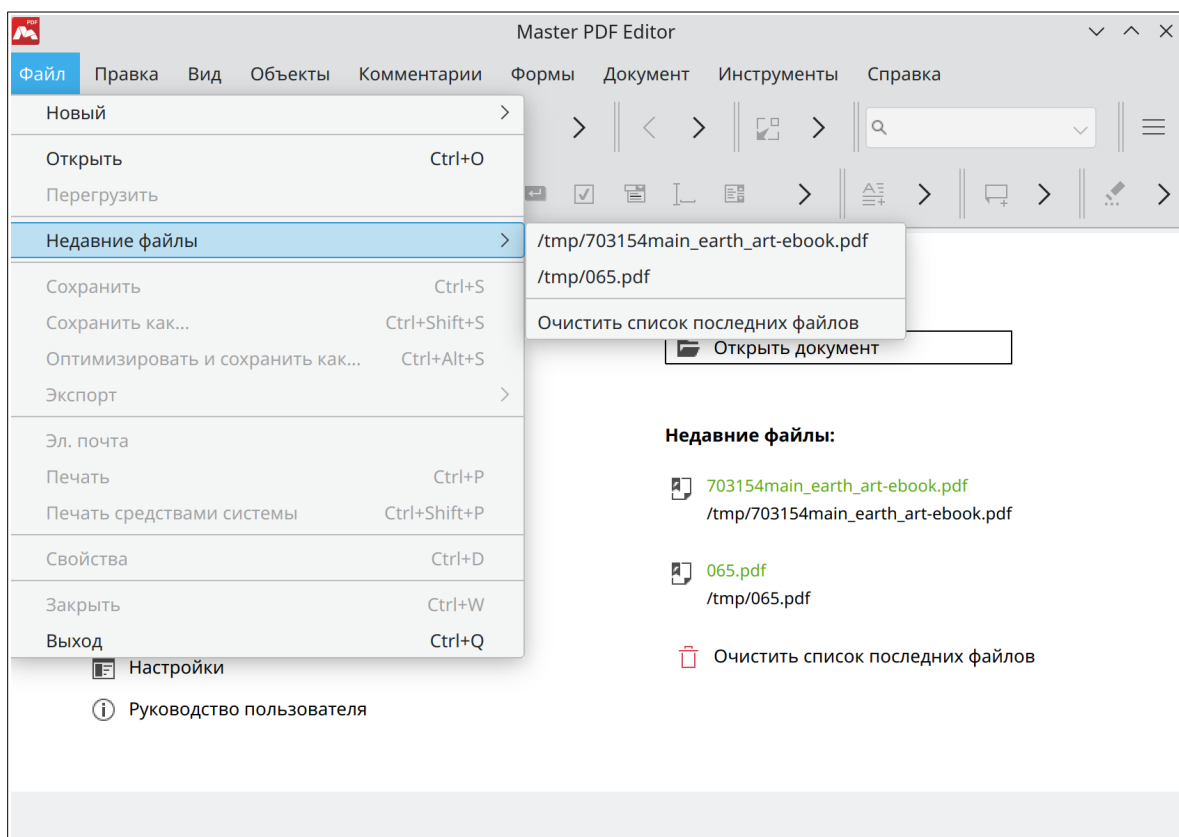 PDF
Master PDF Editor
Файл Правка Вид Объекты Комментарии Формы Документ Инструменты Справка
Новый
Открыть Ctrl+O
Перегрузить
Недавние файлы
/tmp/703154main_earth_art-ebook.pdf
/tmp/065.pdf
Очистить список последних файлов
Сохранить Ctrl+S
Сохранить как... Ctrl+Shift+S
Оптимизировать и сохранить как... Ctrl+Alt+S
Экспорт
Эл. почта
Печать Ctrl+P
Печать средствами системы Ctrl+Shift+P
Свойства Ctrl+D
Закрыть Ctrl+W
Выход Ctrl+Q
Настройки
Руководство пользователя
Открыть документ
Недавние файлы:
703154main_earth_art-ebook.pdf
/tmp/703154main_earth_art-ebook.pdf
065.pdf
/tmp/065.pdf
Очистить список последних файлов